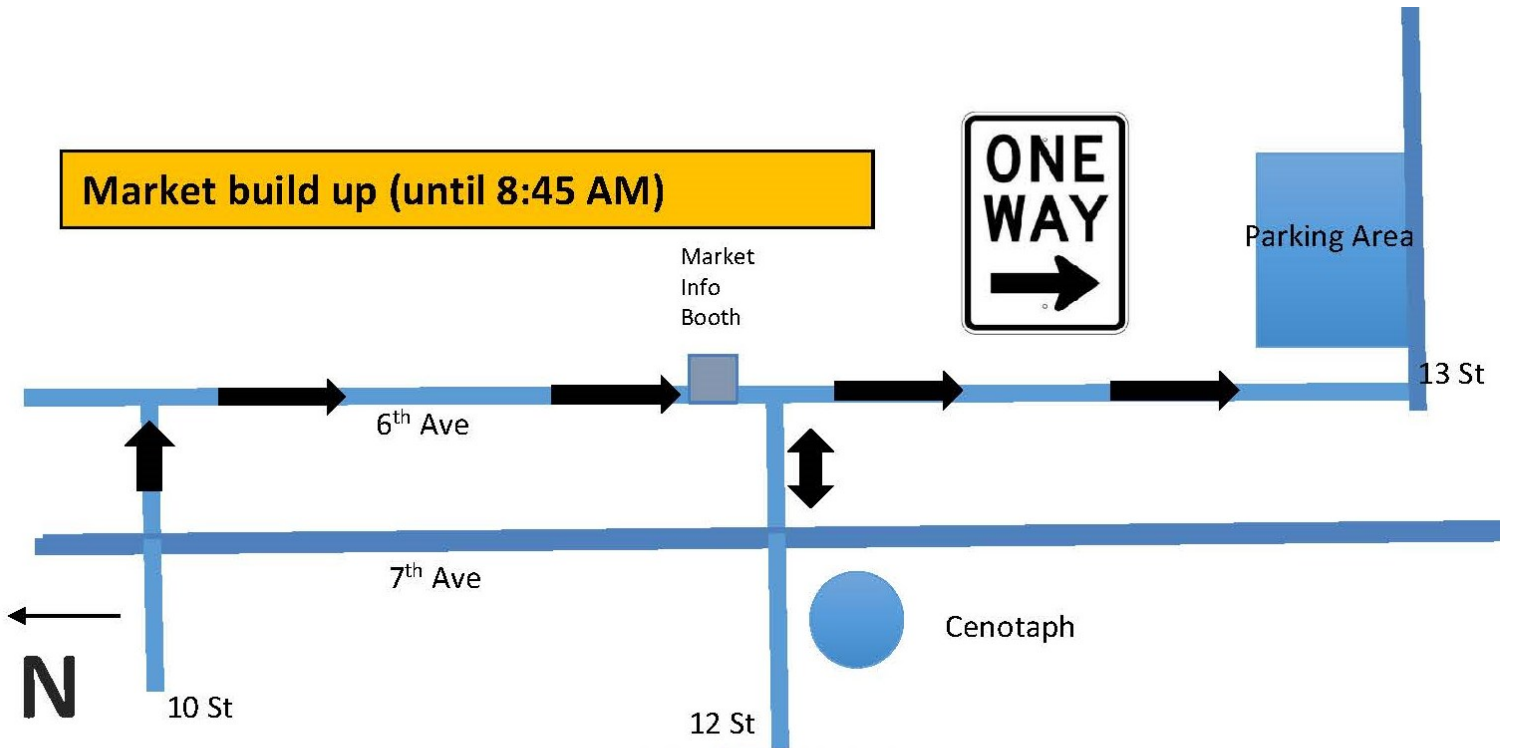 Market build up (until 8:45 AM)
ONE
WAY
Market
Info
Booth
Parking Area
13 St
6th Ave
7th Ave
N
Cenotaph
10 St
12 St